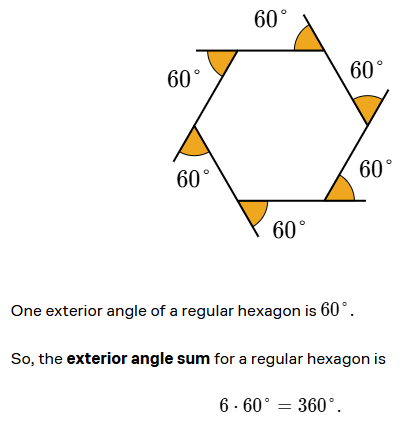 60°
60°
60°
60°
60°
60°
One exterior angle of a regular hexagon is 60°.
So, the exterior angle sum for a regular hexagon is
6 · 60° = 360°.